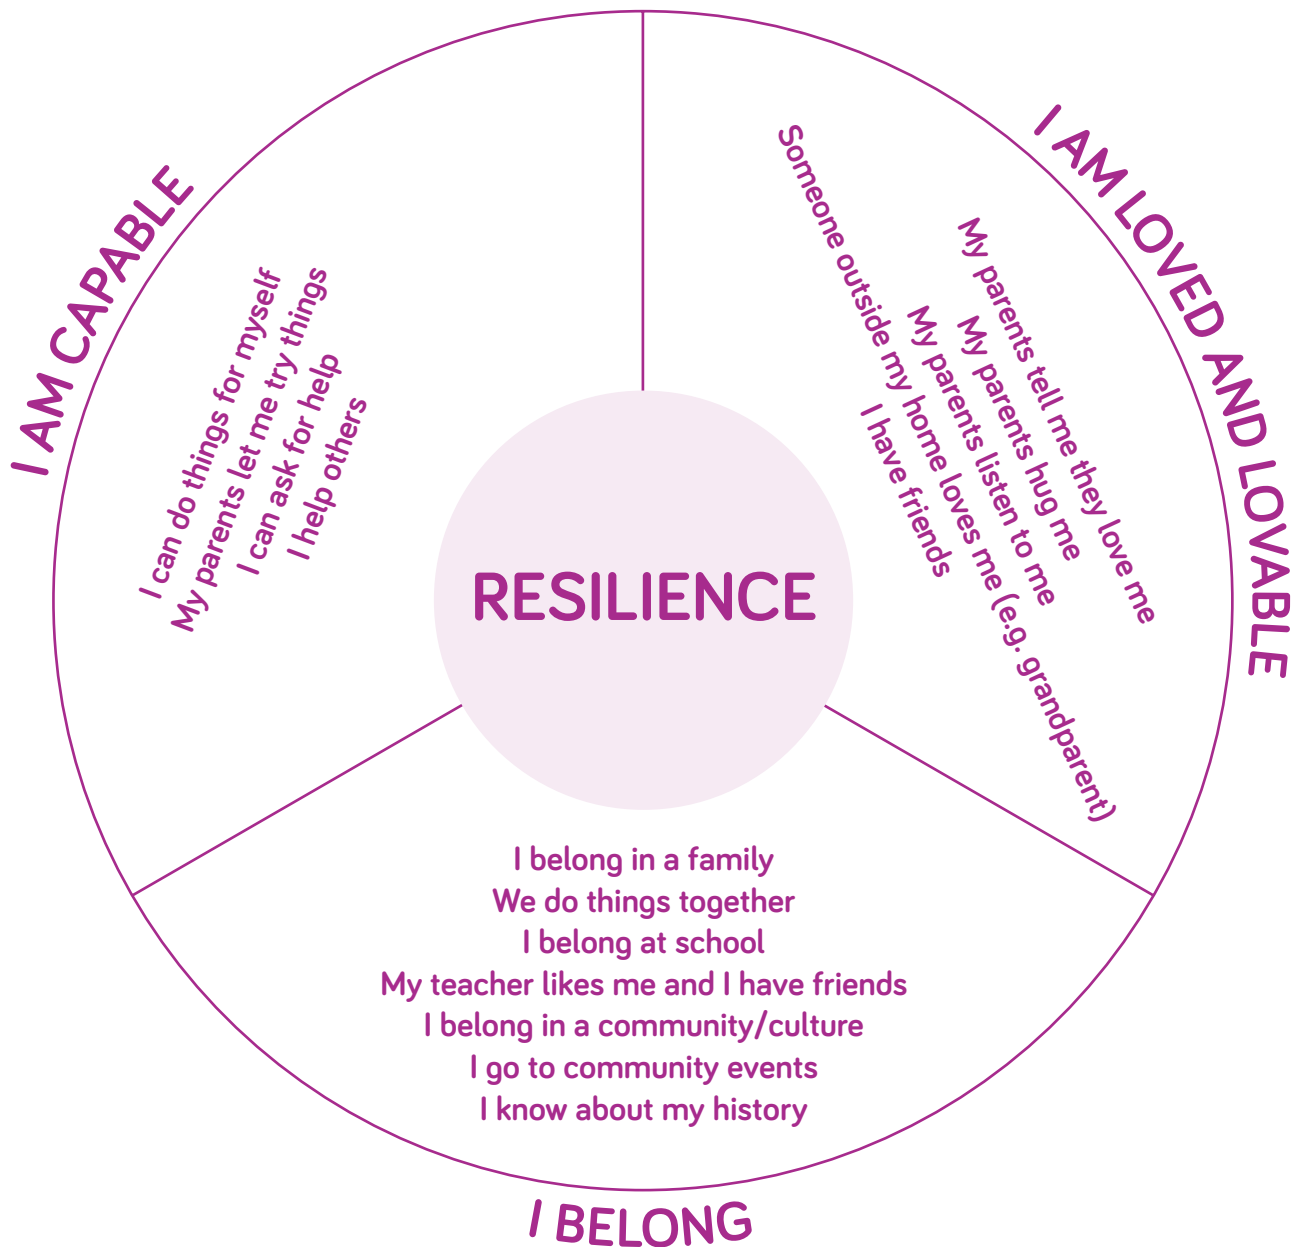 RESILIENCE
I AM CAPABLE
I can do things for myself
My parents let me try things
I can ask for help
I help others
I AM LOVED AND LOVABLE
My parents tell me they love me
My parents hug me
My parents listen to me
Someone outside my home loves me (e.g. grandparent)
I have friends
I belong in a family
We do things together
I belong at school
My teacher likes me and I have friends
I belong in a community/culture
I go to community events
I know about my history
I BELONG